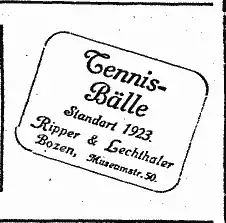 Tennis-
Bälle
Standart 1923.
Ripper & Lechthaler
Bozen, Museumstr. 50.